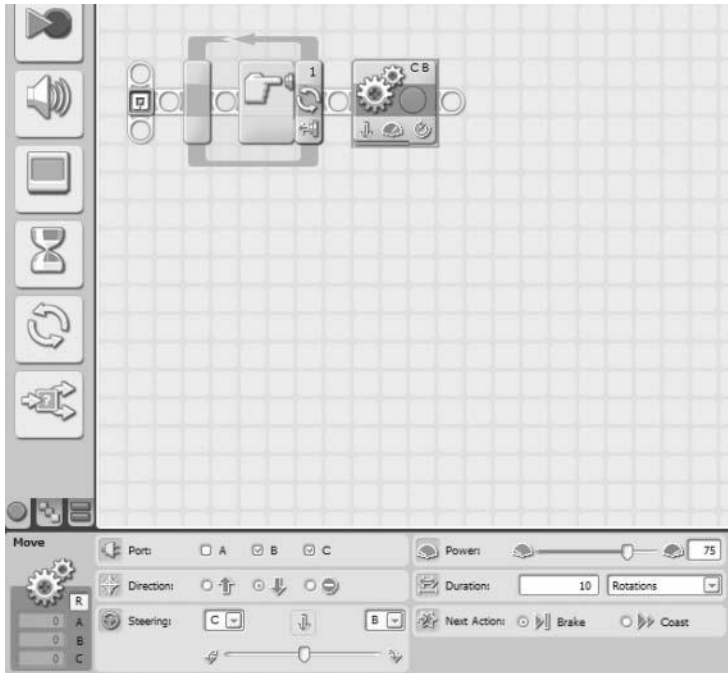 1
C B
?
Move
R
0 A
0 B
0 C
Port: A B C
Direction:
Steering: C B
Power: 75
Duration: 10 Rotations
Next Action: Brake Coast